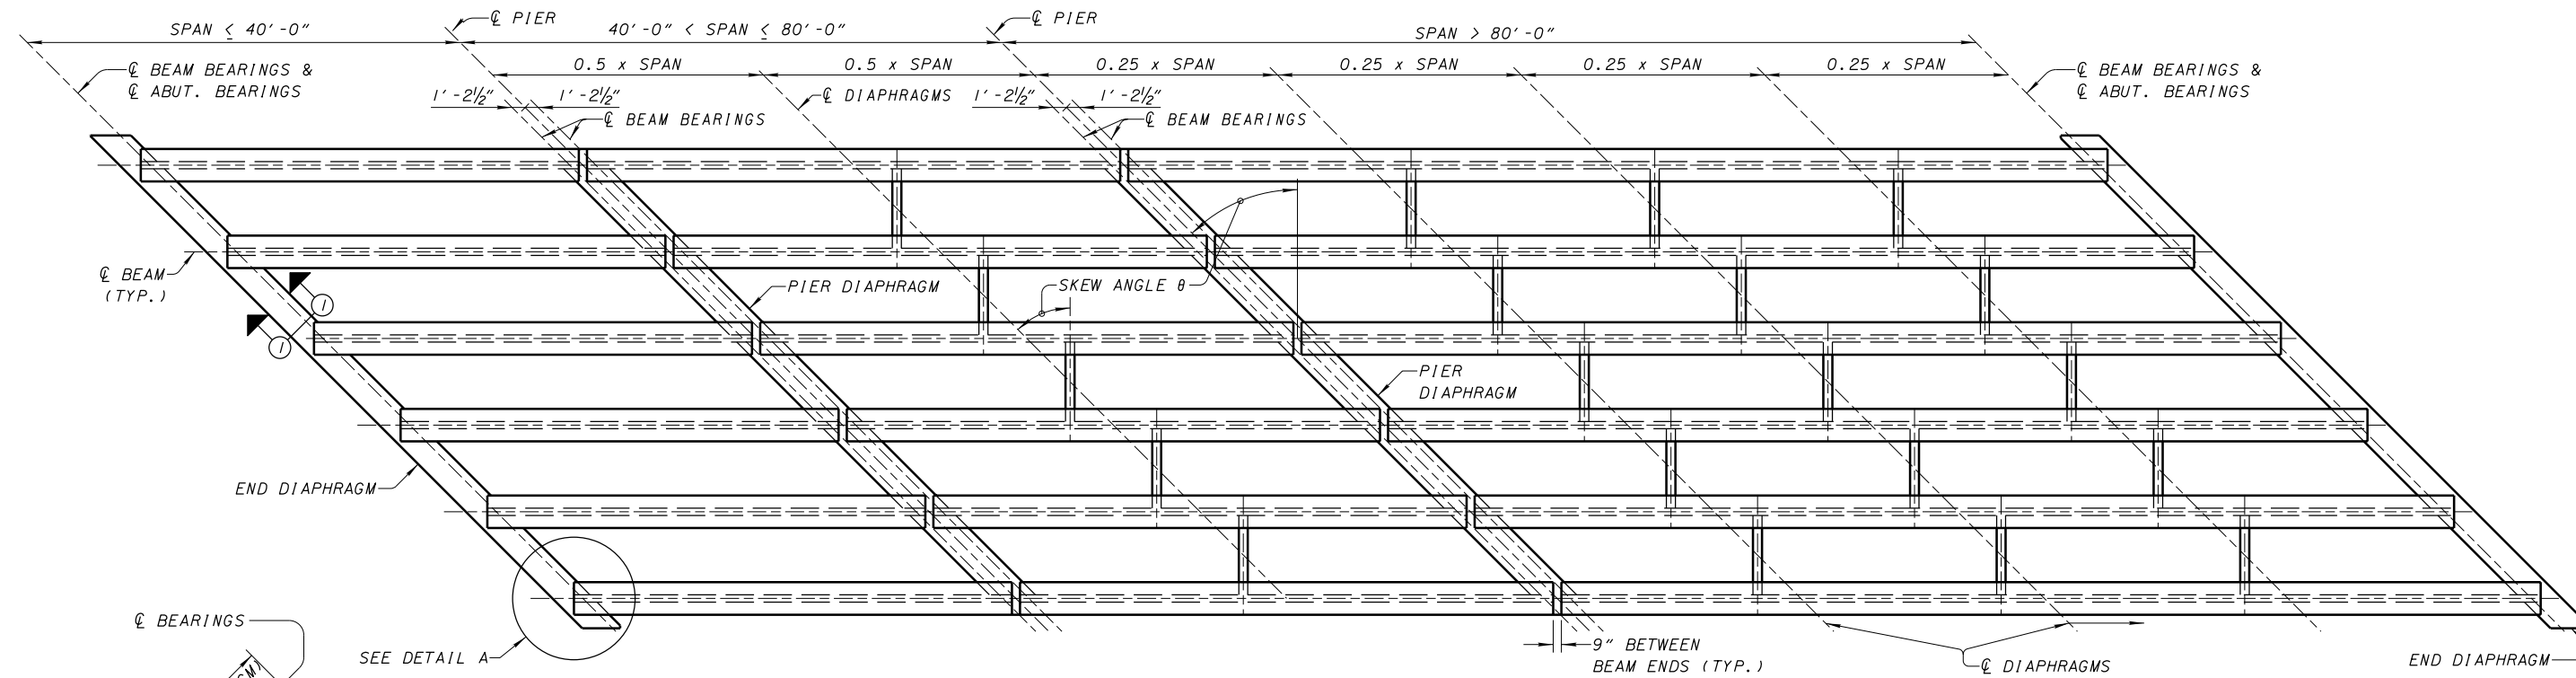 SPAN ≤ 40'-0"
℄ PIER
40'-0" < SPAN ≤ 80'-0"
℄ PIER
SPAN > 80'-0"
℄ BEAM BEARINGS &
℄ ABUT. BEARINGS
0.5 x SPAN
0.5 x SPAN
0.25 x SPAN
0.25 x SPAN
0.25 x SPAN
0.25 x SPAN
℄ BEAM BEARINGS &
℄ ABUT. BEARINGS
1'-2½"
1'-2½"
℄ DIAPHRAGMS
1'-2½"
1'-2½"
℄ BEAM BEARINGS
℄ BEAM BEARINGS
℄ BEAM
(TYP.)
1
1
PIER DIAPHRAGM
SKEW ANGLE θ
PIER
DIAPHRAGM
END DIAPHRAGM
℄ BEARINGS
SEE DETAIL A
9" BETWEEN
BEAM ENDS (TYP.)
℄ DIAPHRAGMS
END DIAPHRAGM